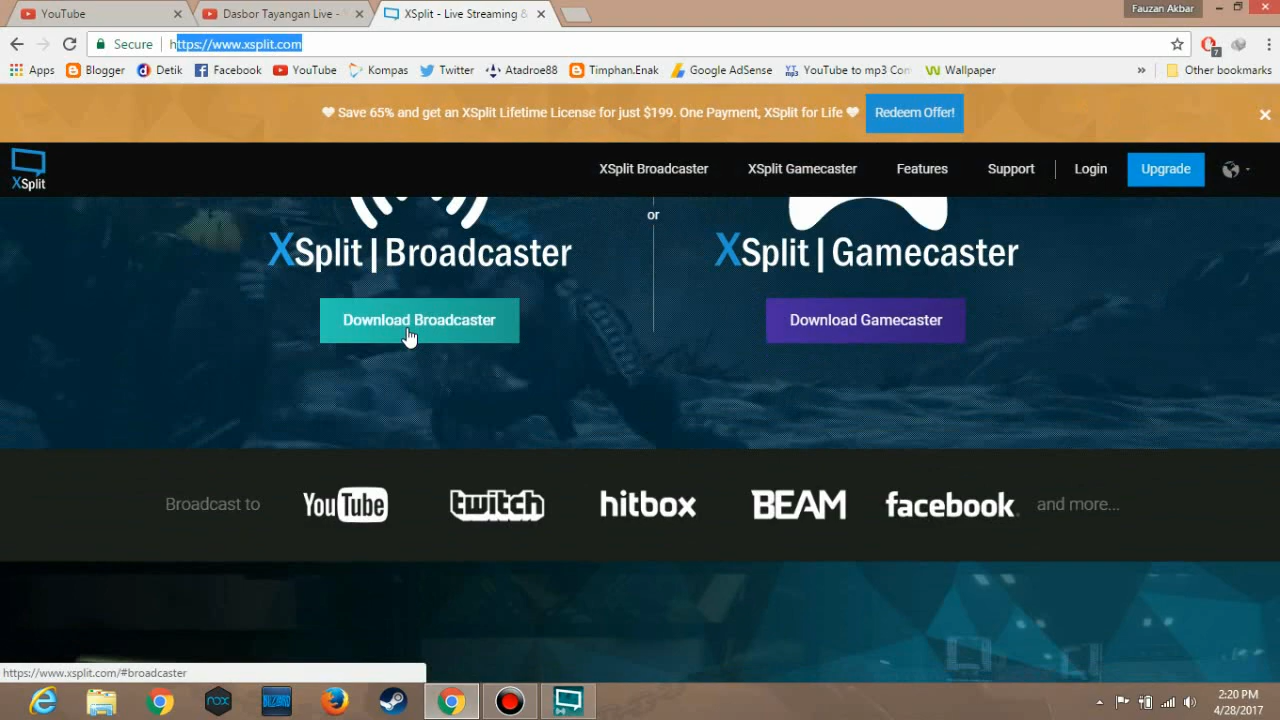 YouTube
Dasbor Tayangan Live -
XSplit - Live Streaming &
Fauzan Akbar
Secure
https://www.xsplit.com
7
Apps
Blogger
Detik
Facebook
YouTube
Kompas
Twitter
Atadroe88
Timphan.Enak
Google AdSense
YouTube to mp3 Con
Wallpaper
»
Other bookmarks
Save 65% and get an XSplit Lifetime License for just $199. One Payment, XSplit for Life
Redeem Offer!
XSplit
XSplit Broadcaster
XSplit Gamecaster
Features
Support
Login
Upgrade
or
XSplit | Broadcaster
XSplit | Gamecaster
Download Broadcaster
Download Gamecaster
Broadcast to
YouTube
twitch
hitbox
BEAM
facebook
and more...
https://www.xsplit.com/#broadcaster
nox
BLIZZARD
2:20 PM
4/28/2017